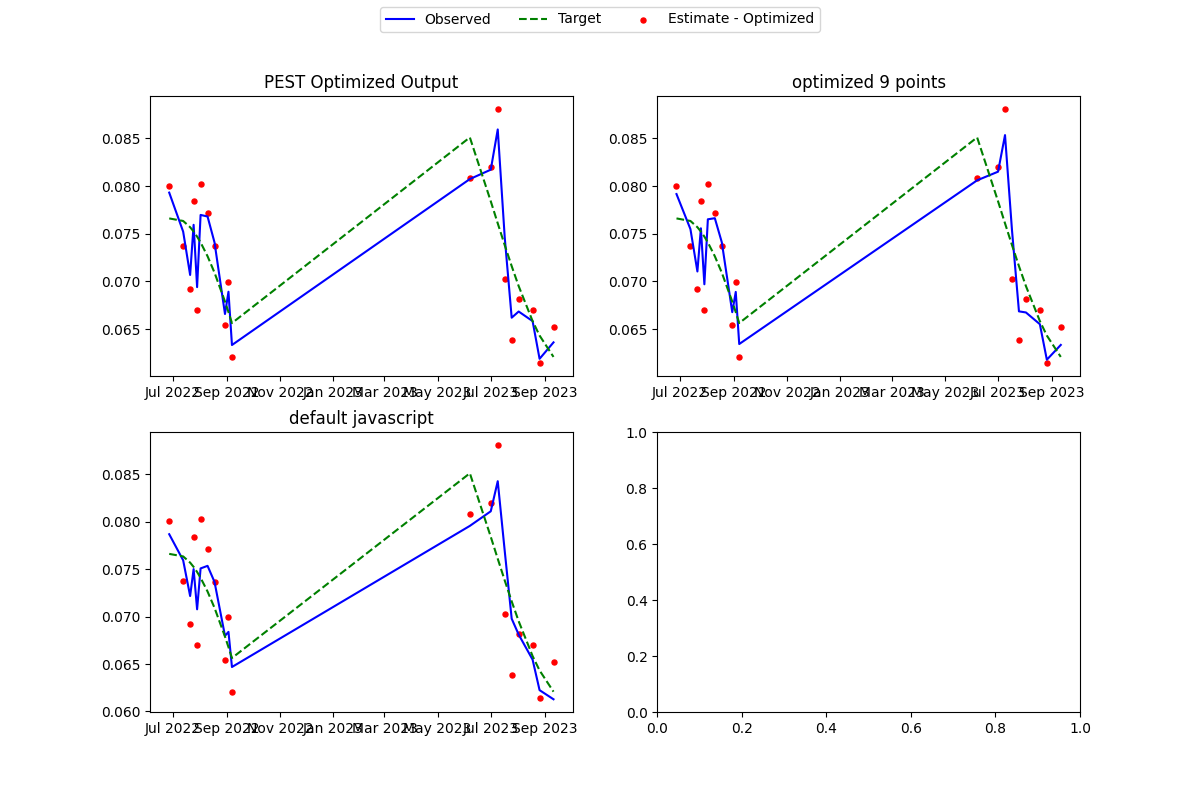 Observed Target Estimate - Optimized
PEST Optimized Output
0.085
0.080
0.075
0.070
0.065
Jul 2022 Sep 2022 Nov 2022 Jan 2023 Mar 2023 May 2023 Jul 2023 Sep 2023
optimized 9 points
0.085
0.080
0.075
0.070
0.065
Jul 2022 Sep 2022 Nov 2022 Jan 2023 Mar 2023 May 2023 Jul 2023 Sep 2023
default javascript
0.085
0.080
0.075
0.070
0.065
0.060
Jul 2022 Sep 2022 Nov 2022 Jan 2023 Mar 2023 May 2023 Jul 2023 Sep 2023
1.0
0.8
0.6
0.4
0.2
0.0
0.0 0.2 0.4 0.6 0.8 1.0